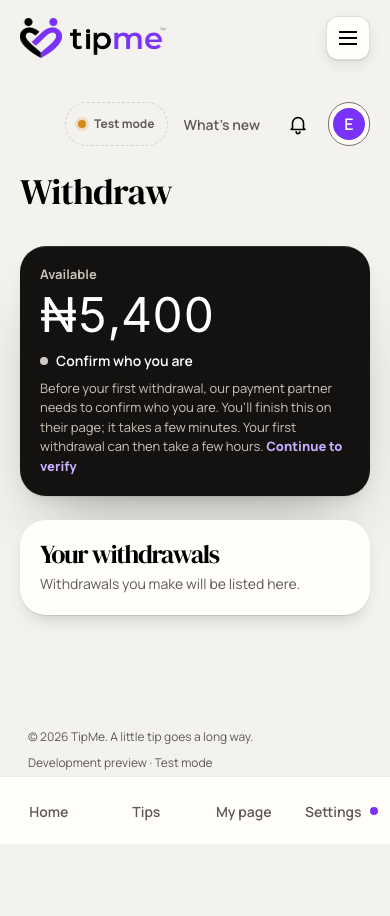 tipme™
Test mode
What's new
E
Withdraw
Available
₦5,400
Confirm who you are
Before your first withdrawal, our payment partner
needs to confirm who you are. You'll finish this on
their page; it takes a few minutes. Your first
withdrawal can then take a few hours. Continue to
verify
Your withdrawals
Withdrawals you make will be listed here.
© 2026 TipMe. A little tip goes a long way.
Development preview · Test mode
Home
Tips
My page
Settings